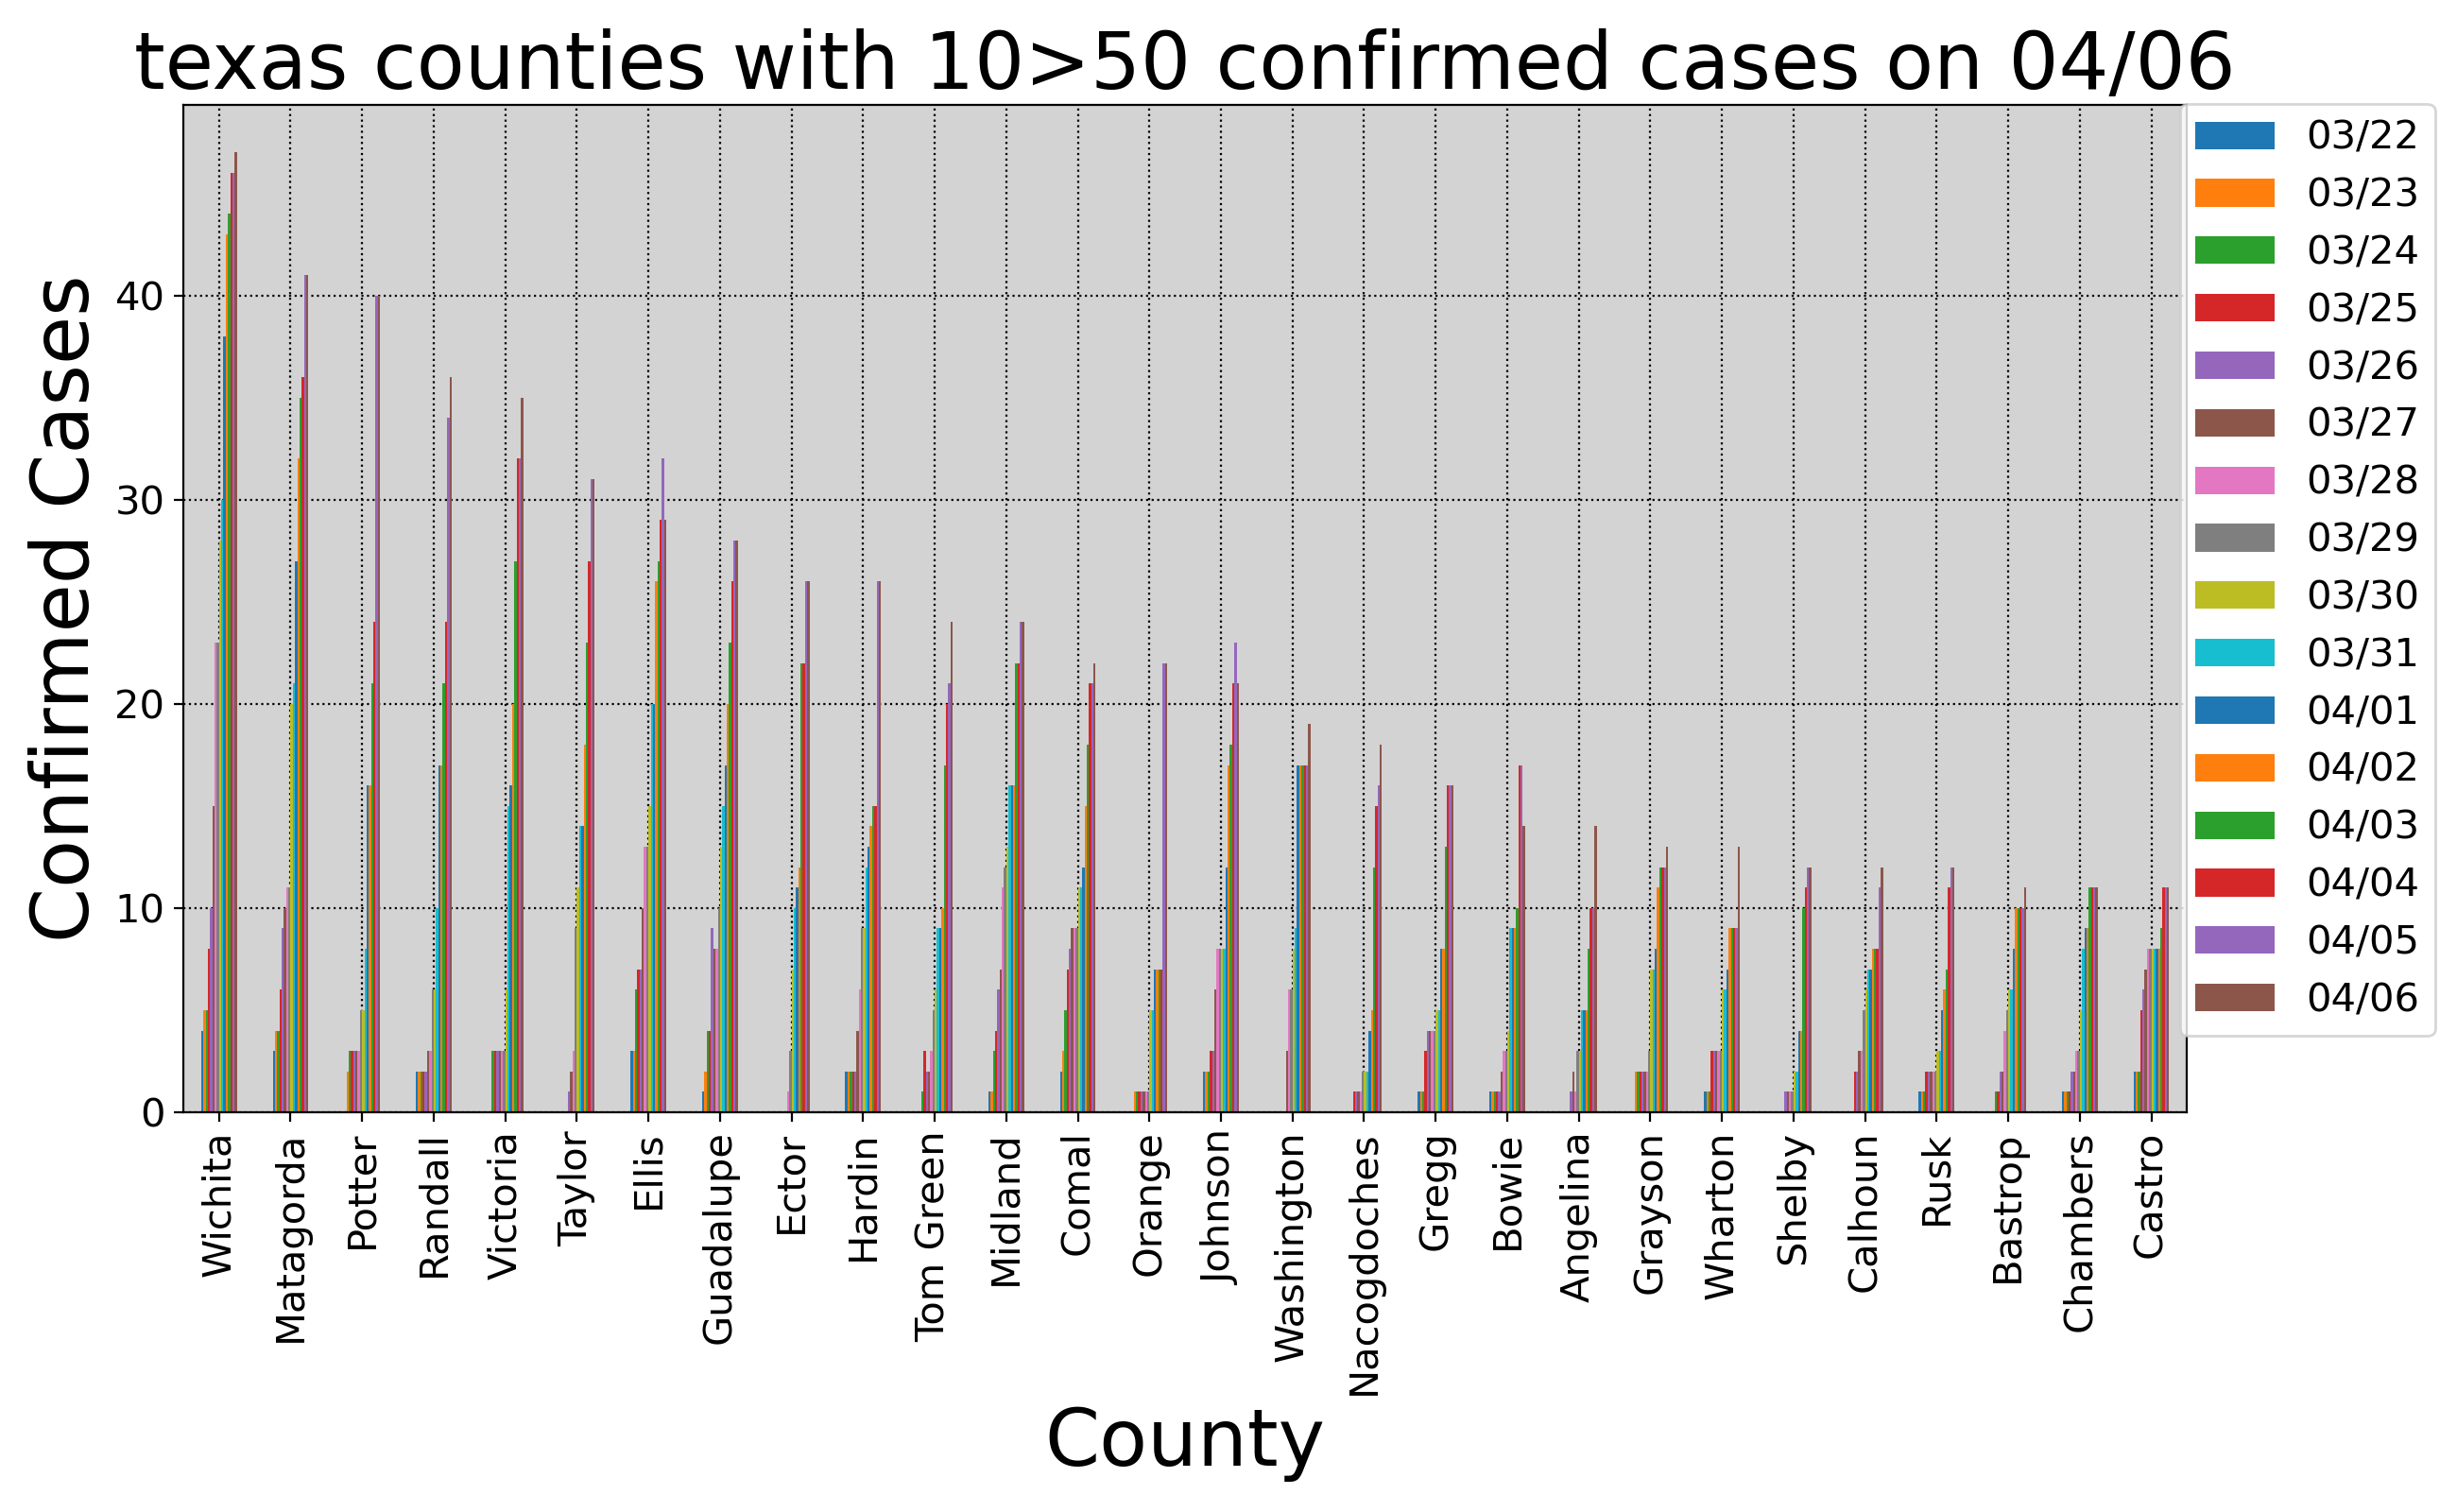 texas counties with 10>50 confirmed cases on 04/06
Confirmed Cases
40
30
20
10
0
03/22
03/23
03/24
03/25
03/26
03/27
03/28
03/29
03/30
03/31
04/01
04/02
04/03
04/04
04/05
04/06
Wichita
Matagorda
Potter
Randall
Victoria
Taylor
Ellis
Guadalupe
Ector
Hardin
Tom Green
Midland
Comal
Orange
Johnson
Washington
Nacogdoches
Gregg
Bowie
Angelina
Grayson
Wharton
Shelby
Calhoun
Rusk
Bastrop
Chambers
Castro
County